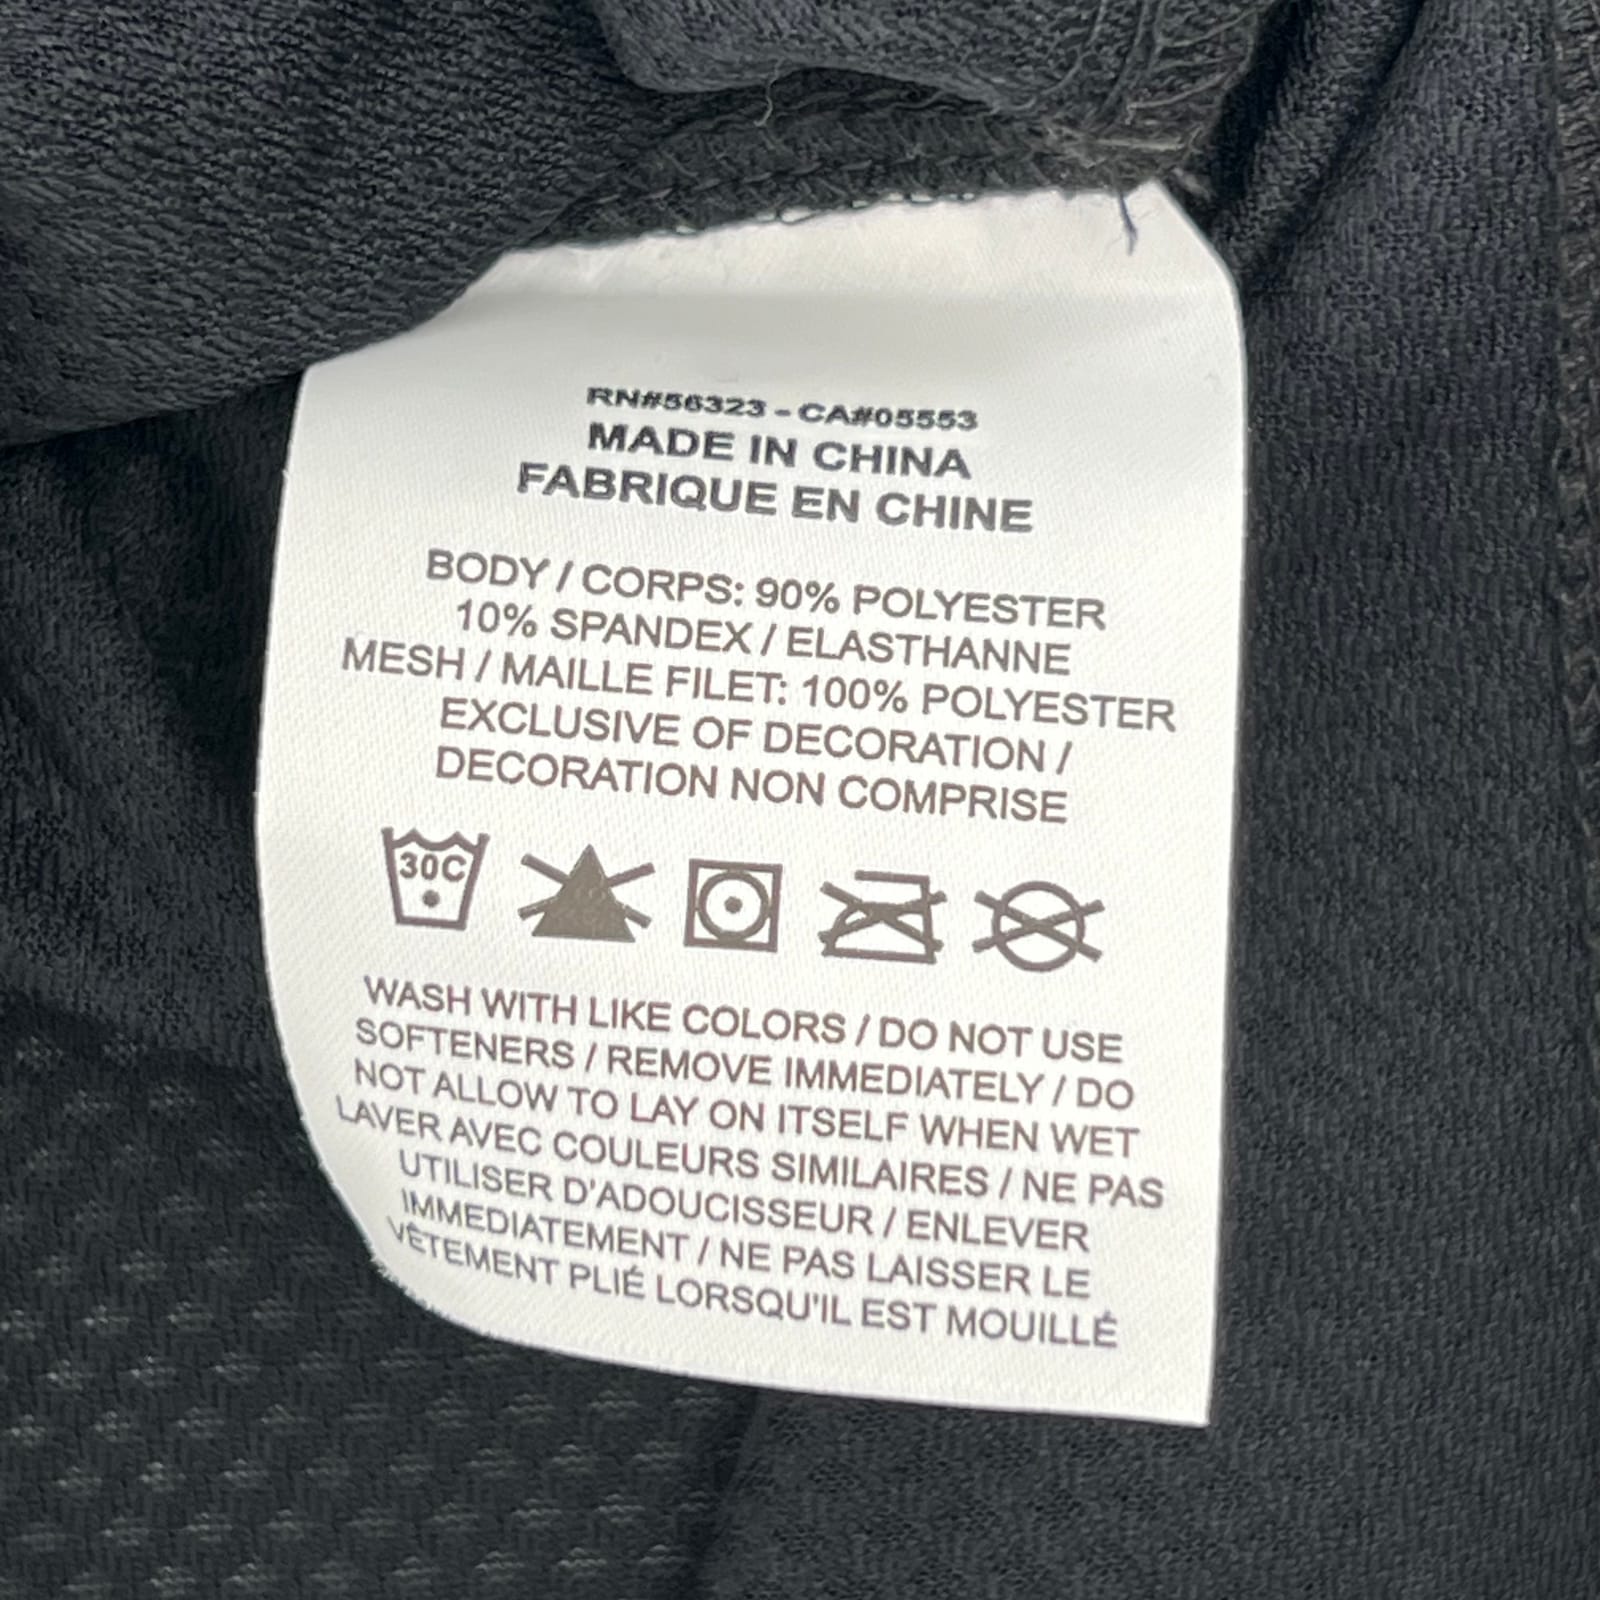 RN#56323 - CA#05553
MADE IN CHINA
FABRIQUE EN CHINE
BODY / CORPS: 90% POLYESTER
10% SPANDEX / ELASTHANNE
MESH / MAILLE FILET: 100% POLYESTER
EXCLUSIVE OF DECORATION /
DECORATION NON COMPRISE
30C
WASH WITH LIKE COLORS / DO NOT USE
SOFTENERS / REMOVE IMMEDIATELY / DO
NOT ALLOW TO LAY ON ITSELF WHEN WET
LAVER AVEC COULEURS SIMILAIRES / NE PAS
UTILISER D'ADOUCISSEUR / ENLEVER
IMMEDIATEMENT / NE PAS LAISSER LE
VÊTEMENT PLIÉ LORSQU'IL EST MOUILLÉ